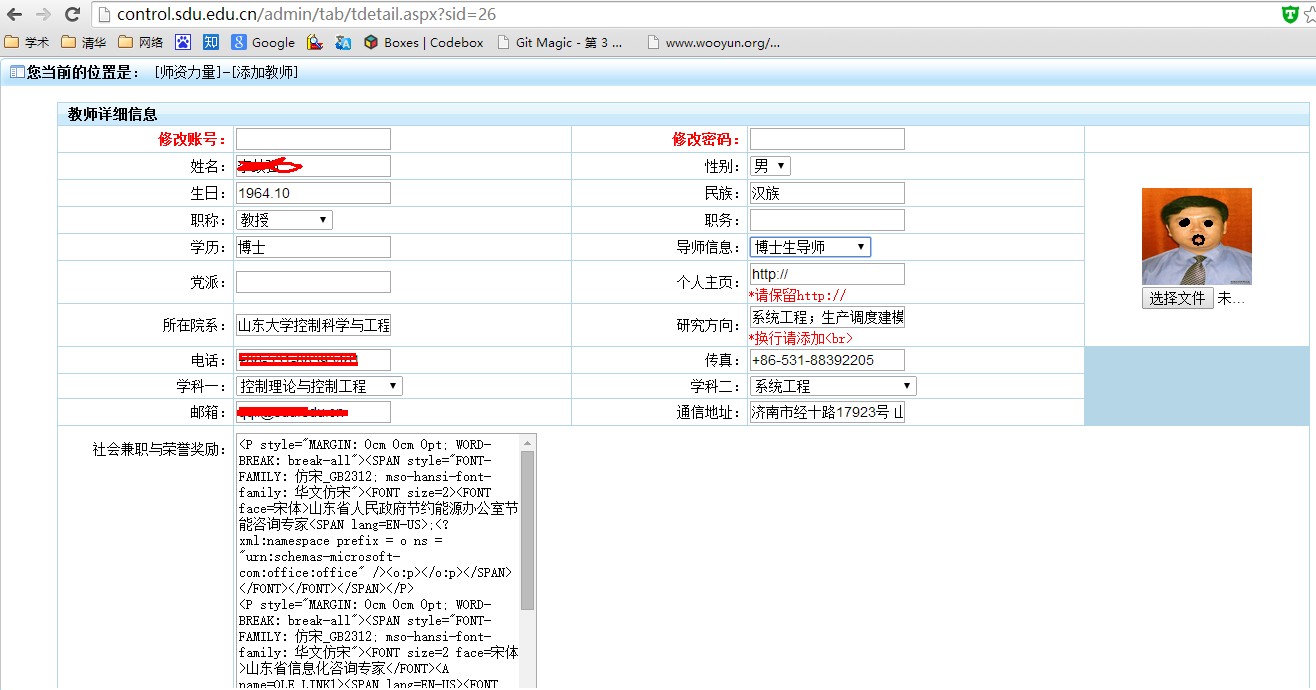 control.sdu.edu.cn/admin/tab/tdetail.aspx?sid=26
学术 清华 网络 知 Google Boxes | Codebox Git Magic - 第 3 ... www.wooyun.org/...
您当前的位置是： [师资力量]-[添加教师]
教师详细信息
修改账号： 修改密码：
姓名： 性别： 男
生日： 1964.10 民族： 汉族
职称： 教授 职务：
学历： 博士 导师信息： 博士生导师
党派： 个人主页： http://
*请保留http://
选择文件 未...
所在院系： 山东大学控制科学与工程 研究方向： 系统工程；生产调度建模
*换行请添加<br>
电话： 传真： +86-531-88392205
学科一： 控制理论与控制工程 学科二： 系统工程
邮箱： 通信地址： 济南市经十路17923号 山
社会兼职与荣誉奖励： <P style="MARGIN: 0cm 0cm 0pt; WORD-
BREAK: break-all"><SPAN style="FONT-
FAMILY: 仿宋_GB2312; mso-hansi-font-
family: 华文仿宋"><FONT size=2><FONT
face=宋体>山东省人民政府节约能源办公室节
能咨询专家<SPAN lang=EN-US>;<?
xml:namespace prefix = o ns =
"urn:schemas-microsoft-
com:office:office" /><o:p></o:p></SPAN>
</FONT></FONT></SPAN></P>
<P style="MARGIN: 0cm 0cm 0pt; WORD-
BREAK: break-all"><SPAN style="FONT-
FAMILY: 仿宋_GB2312; mso-hansi-font-
family: 华文仿宋"><FONT size=2 face=宋体
>山东省信息化咨询专家</FONT><A
name=OLE_LINK1><SPAN lang=EN-US><FONT